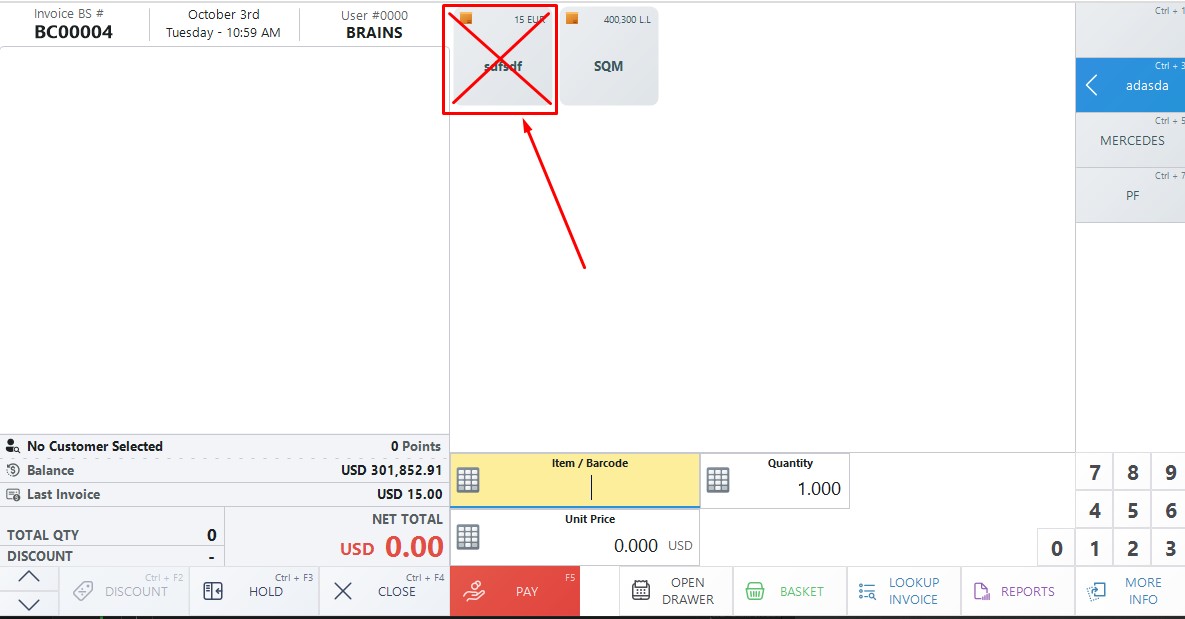 Invoice BS #
BC00004
October 3rd
Tuesday - 10:59 AM
User #0000
BRAINS
15 EUR
sdfsdf
400,300 L.L
SQM
Ctrl + 1
Ctrl + 3
adasda
Ctrl + 5
MERCEDES
Ctrl + 7
PF
No Customer Selected
0 Points
Balance
USD 301,852.91
Last Invoice
USD 15.00
TOTAL QTY
0
DISCOUNT
-
NET TOTAL
USD 0.00
Item / Barcode
Quantity
1.000
Unit Price
0.000 USD
7 8 9
4 5 6
0 1 2 3
Ctrl + F2
DISCOUNT
Ctrl + F3
HOLD
Ctrl + F4
CLOSE
F5
PAY
OPEN
DRAWER
BASKET
LOOKUP
INVOICE
REPORTS
MORE
INFO